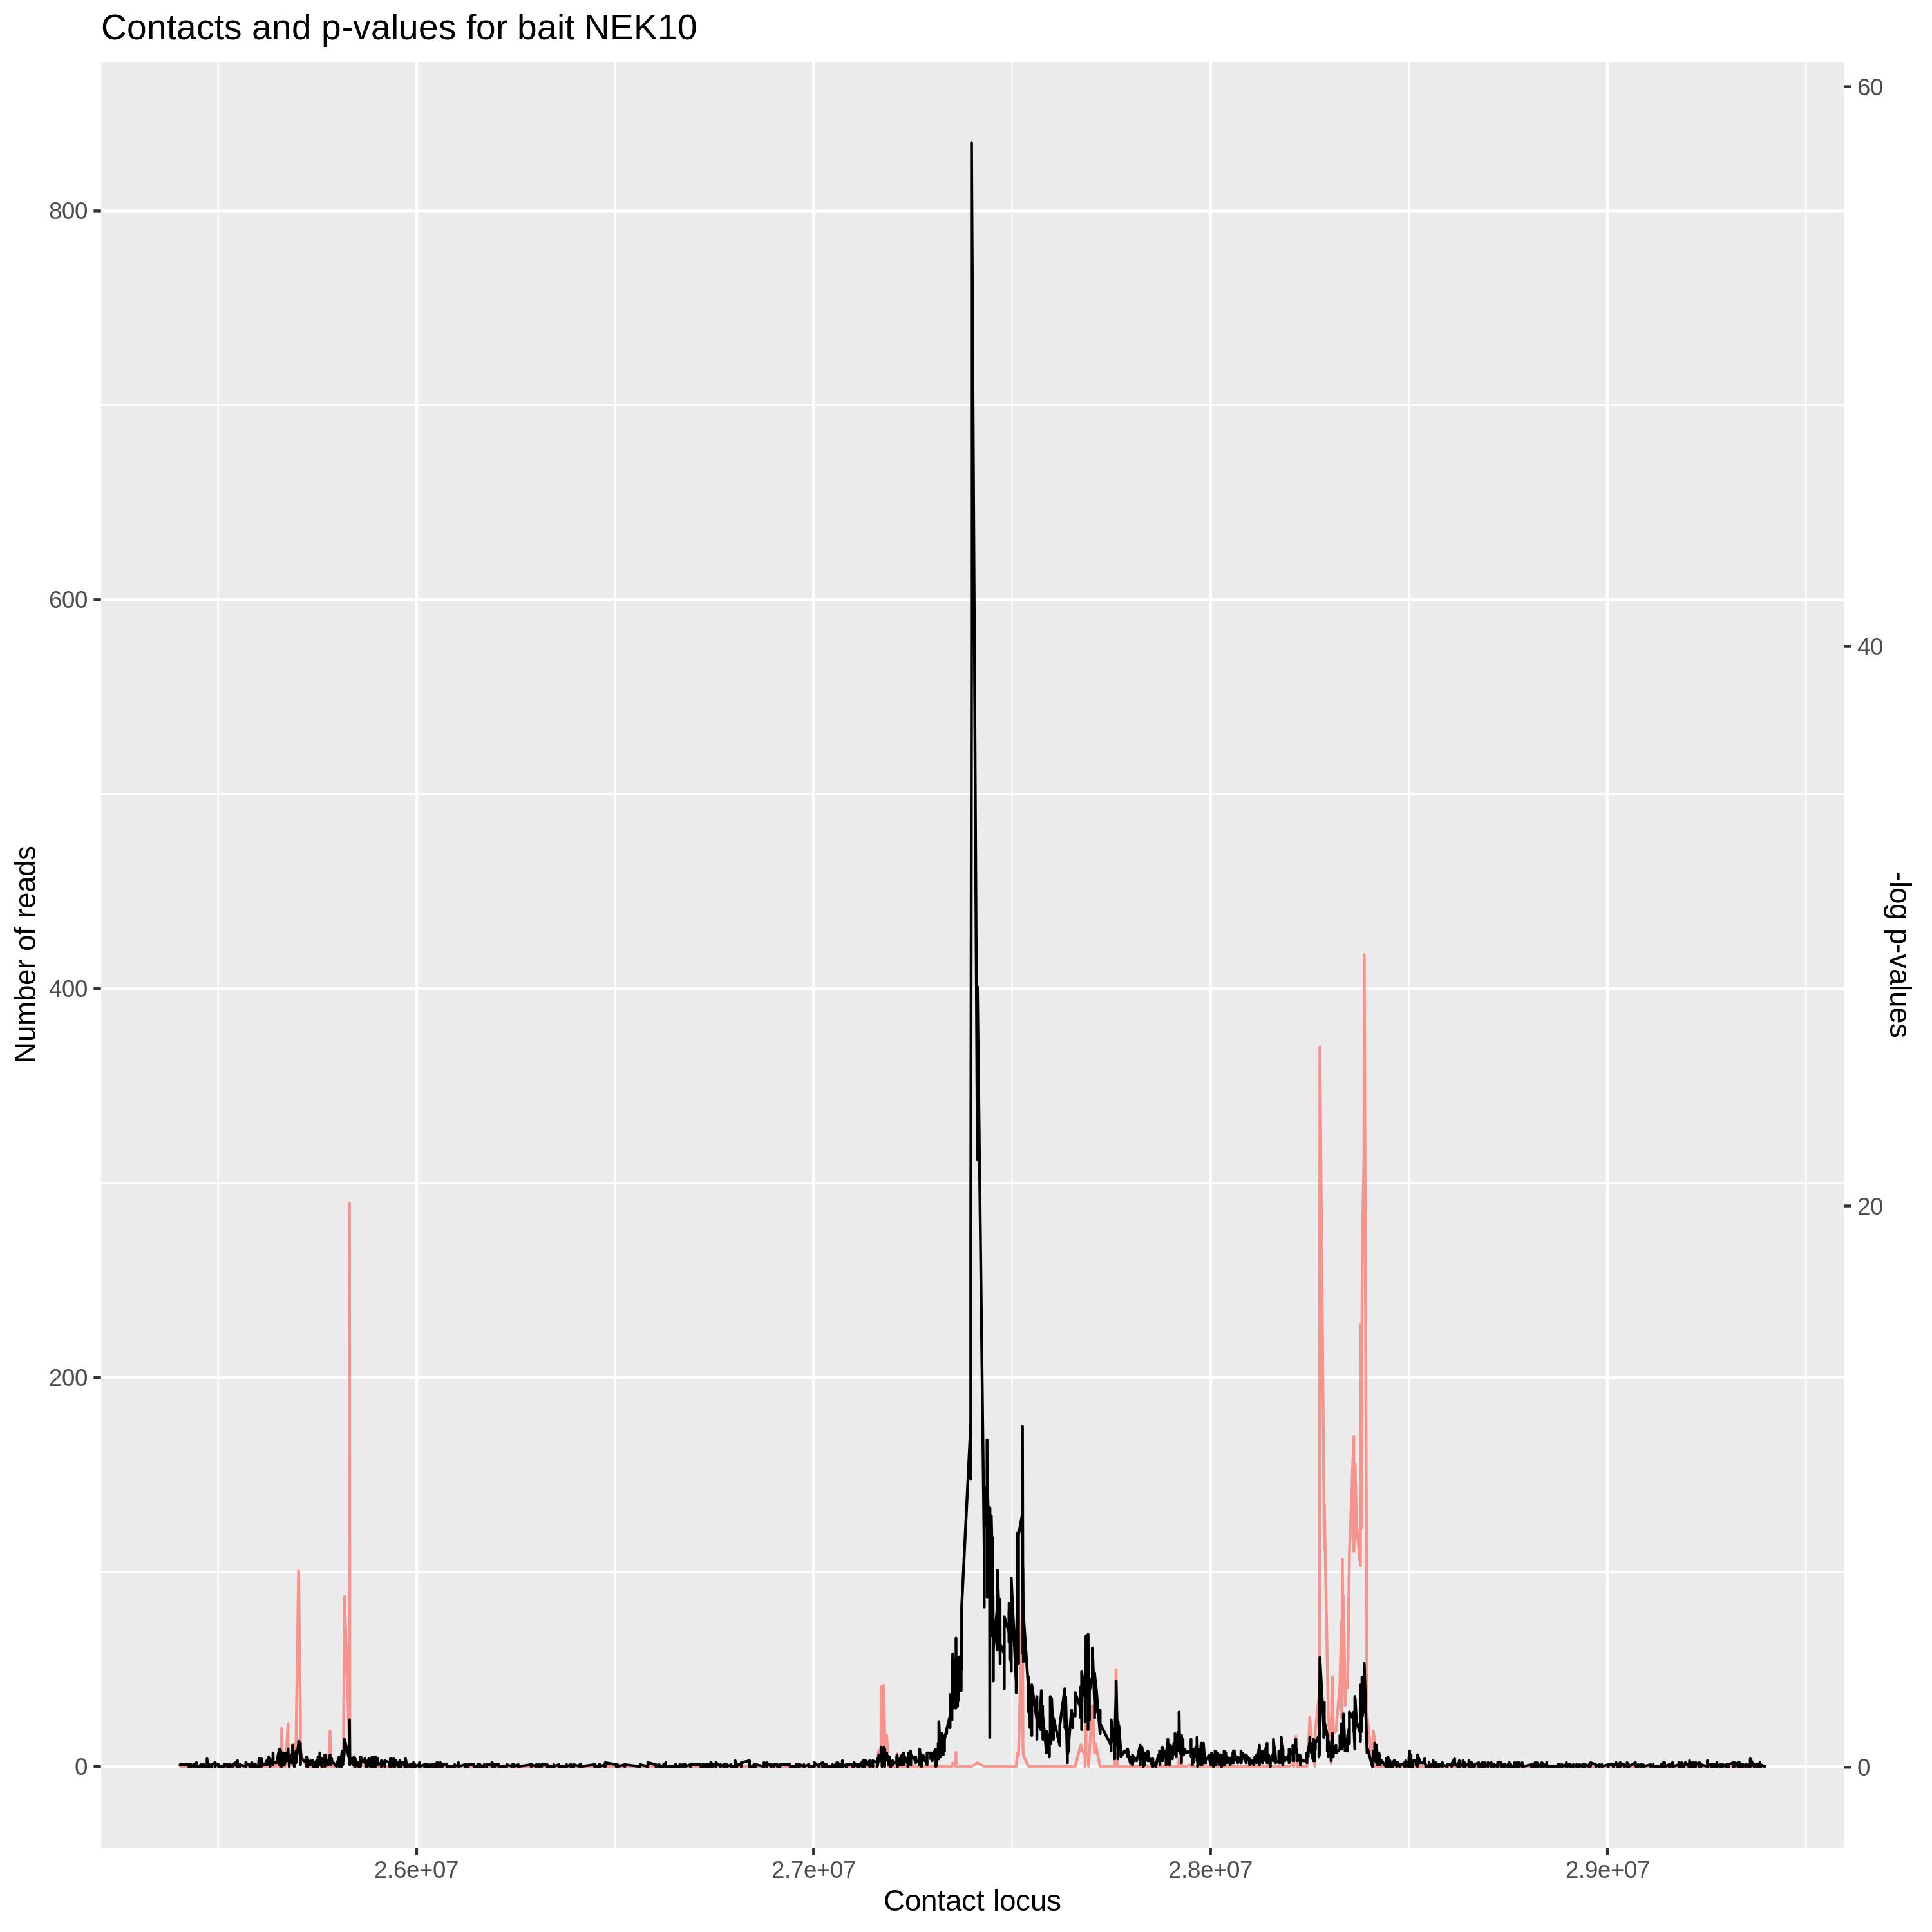 Contacts and p-values for bait NEK10
60
800
600
40
Number of reads
-log p-values
400
20
200
0
0
2.6e+07
2.7e+07
2.8e+07
2.9e+07
Contact locus